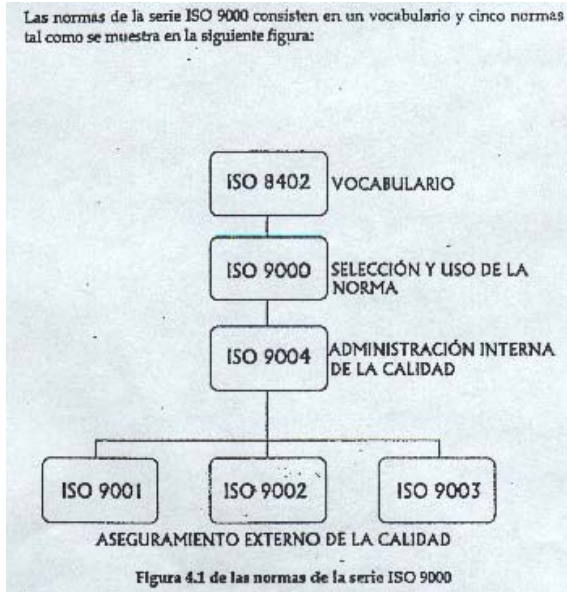 Las normas de la serie ISO 9000 consisten en un vocabulario y cinco normas
tal como se muestra en la siguiente figura:
ISO 8402 VOCABULARIO
ISO 9000 SELECCIÓN Y USO DE LA
NORMA
ISO 9004 ADMINISTRACIÓN INTERNA
DE LA CALIDAD
ISO 9001 ISO 9002 ISO 9003
ASEGURAMIENTO EXTERNO DE LA CALIDAD
Figura 4.1 de las normas de la serie ISO 9000